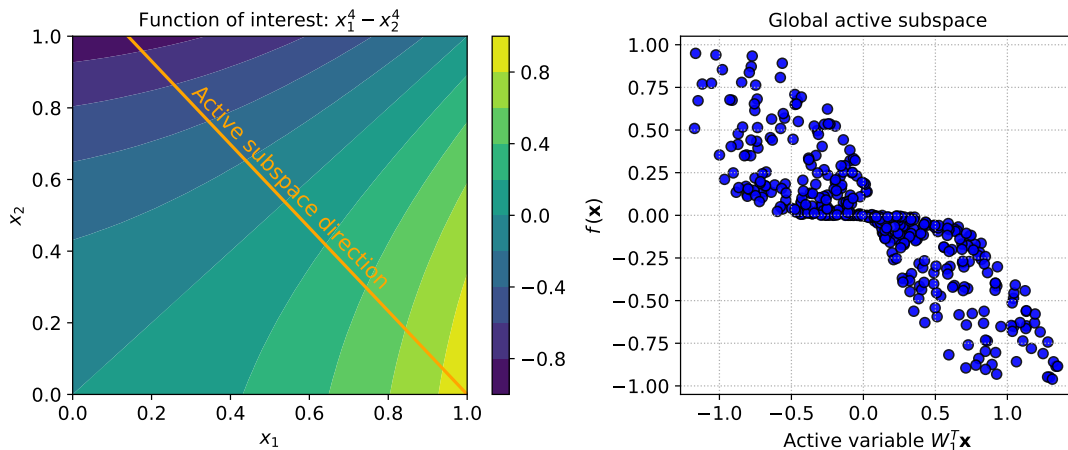 Function of interest: $x_1^4 - x_2^4$
1.0
0.8
0.6
0.4
0.2
0.0
x_2
0.0 0.2 0.4 0.6 0.8 1.0
x_1
Active subspace direction
0.8
0.4
0.0
−0.4
−0.8
Global active subspace
1.00
0.75
0.50
0.25
0.00
−0.25
−0.50
−0.75
−1.00
f(x)
−1.0 −0.5 0.0 0.5 1.0
Active variable $W_1^T$x